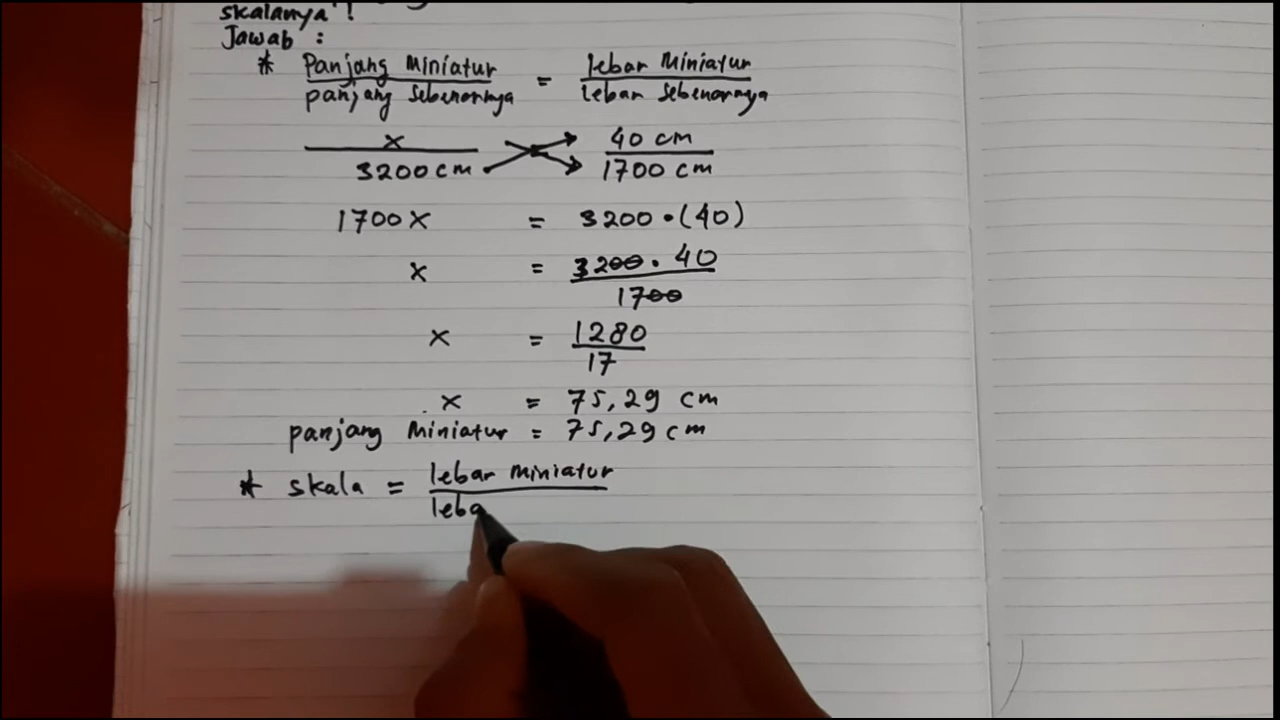 skalanya !
Jawab :
* Panjang Miniatur = lebar Miniatur
panjang sebenarnya lebar sebenarnya
x 40 cm
3200 cm 1700 cm
1700 x = 3200 . (40)
x = 3200 . 40
1700
x = 1280
17
x = 75,29 cm
panjang Miniatur = 75,29 cm
* skala = lebar miniatur
leba